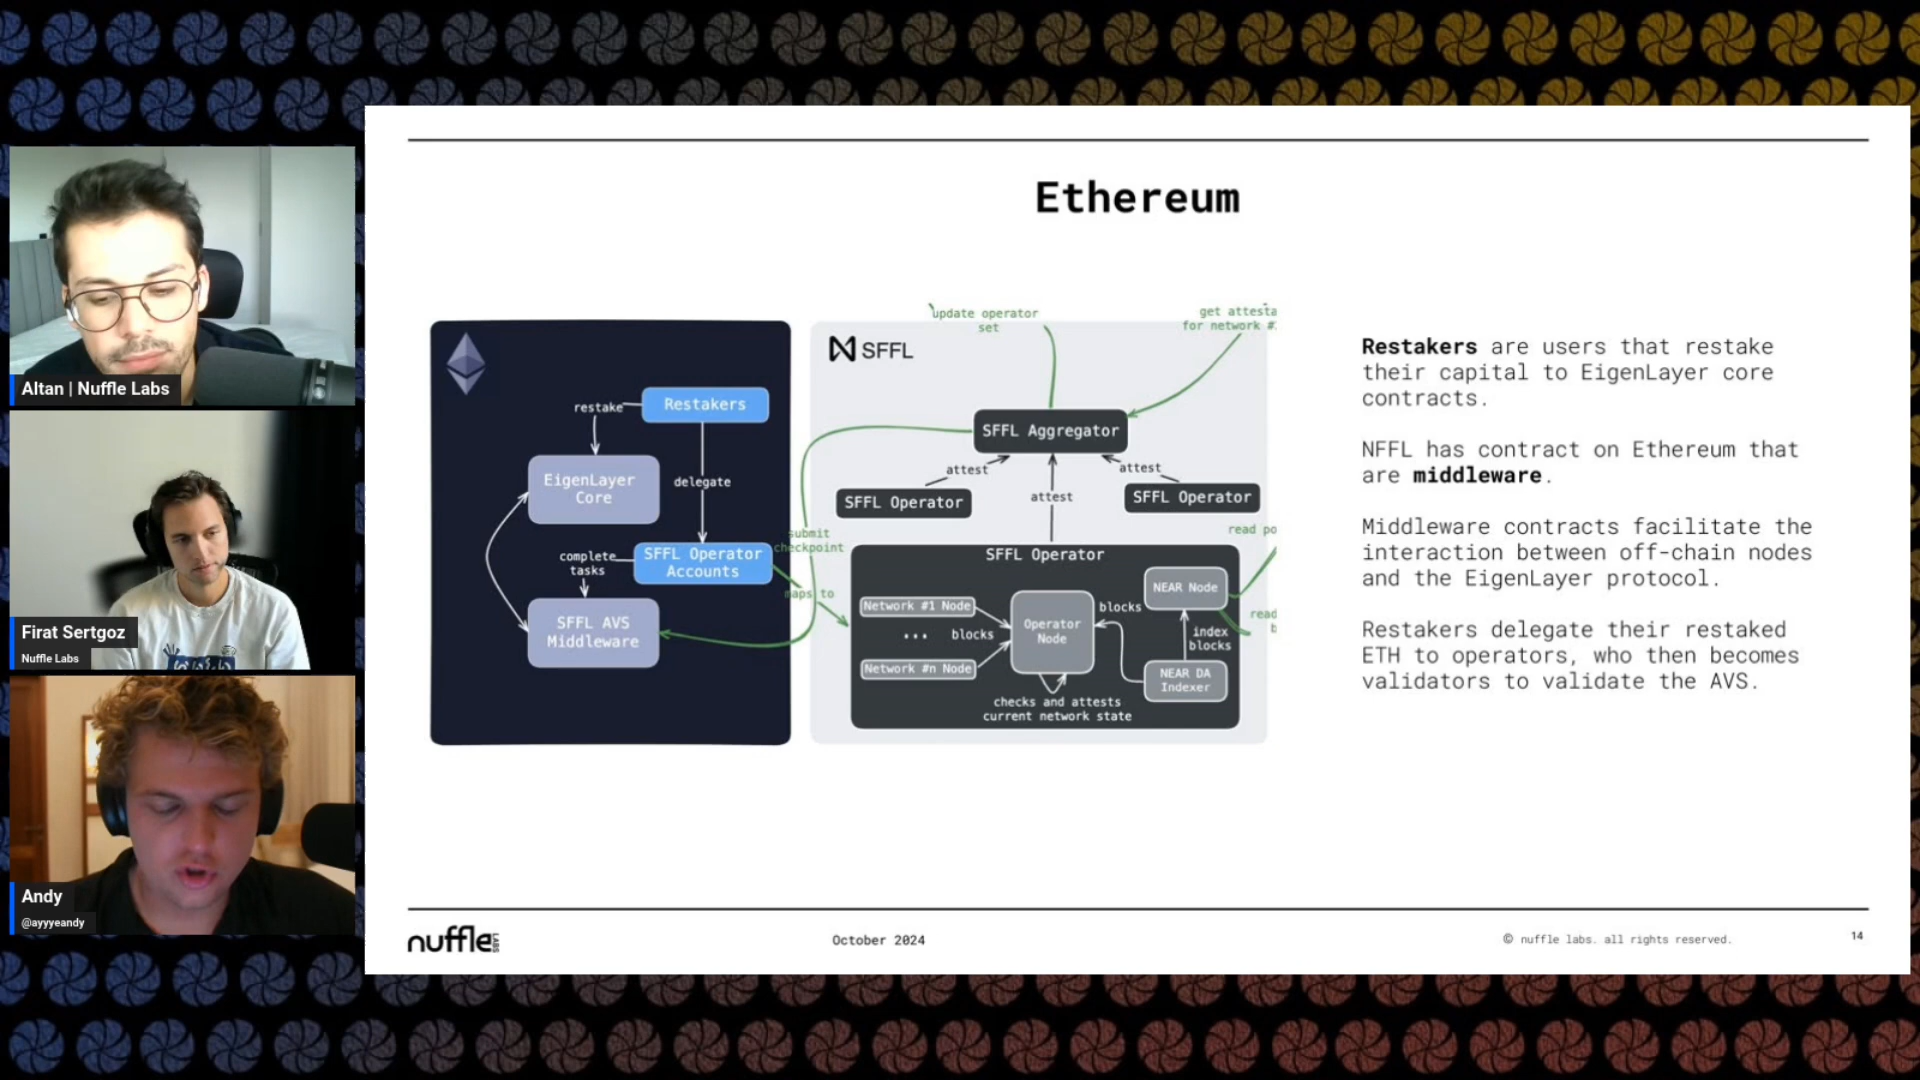 Altan | Nuffle Labs
Firat Sertgoz
Nuffle Labs
Andy
@ayyyeandy
Ethereum
Restakers
restake
EigenLayer
Core
delegate
complete
tasks
SFFL Operator
Accounts
SFFL AVS
Middleware
submit
checkpoint
maps to
update operator
set
get attesta
for network #
SFFL
SFFL Aggregator
attest
attest
attest
SFFL Operator
SFFL Operator
read po
SFFL Operator
Network #1 Node
... blocks
Network #n Node
Operator
Node
blocks
NEAR Node
index
blocks
NEAR DA
Indexer
read
b
checks and attests
current network state
Restakers are users that restake
their capital to EigenLayer core
contracts.
NFFL has contract on Ethereum that
are middleware.
Middleware contracts facilitate the
interaction between off-chain nodes
and the EigenLayer protocol.
Restakers delegate their restaked
ETH to operators, who then becomes
validators to validate the AVS.
nuffle LABS
October 2024
© nuffle labs. all rights reserved.
14